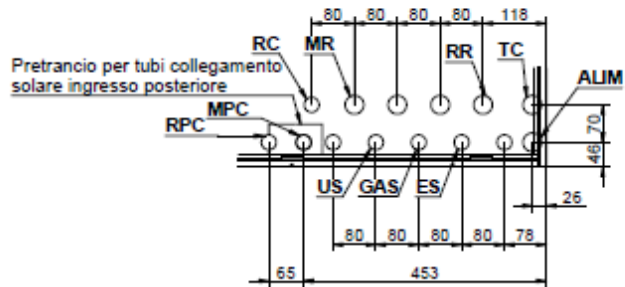 80 80 80 80 118
RC MR RR TC ALIM
Pretrancio per tubi collegamento
solare ingresso posteriore
MPC
RPC
70
46
US GAS ES
26
80 80 80 80 78
65 453